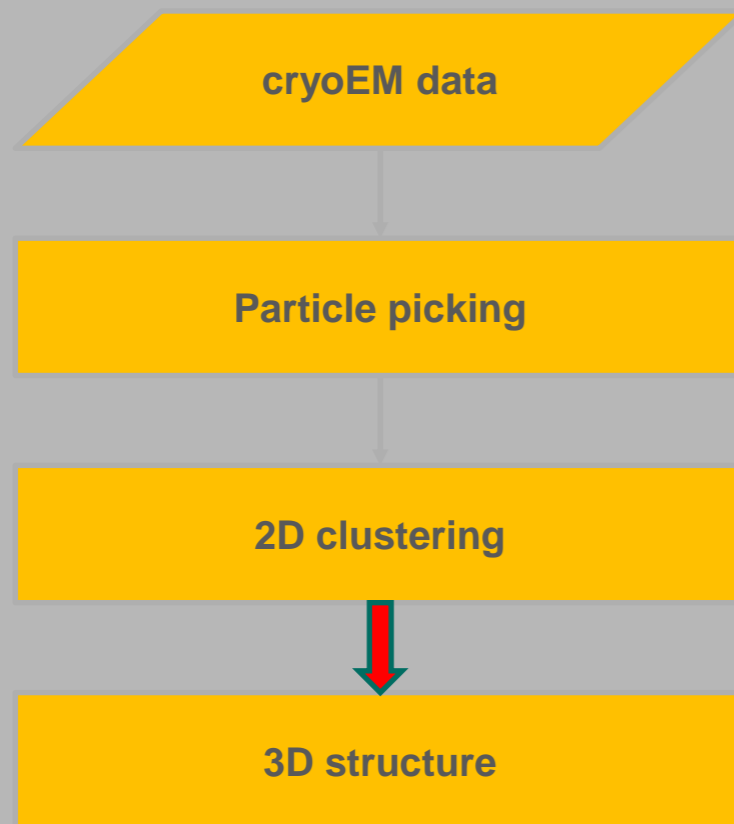 cryoEM data
Particle picking
2D clustering
3D structure